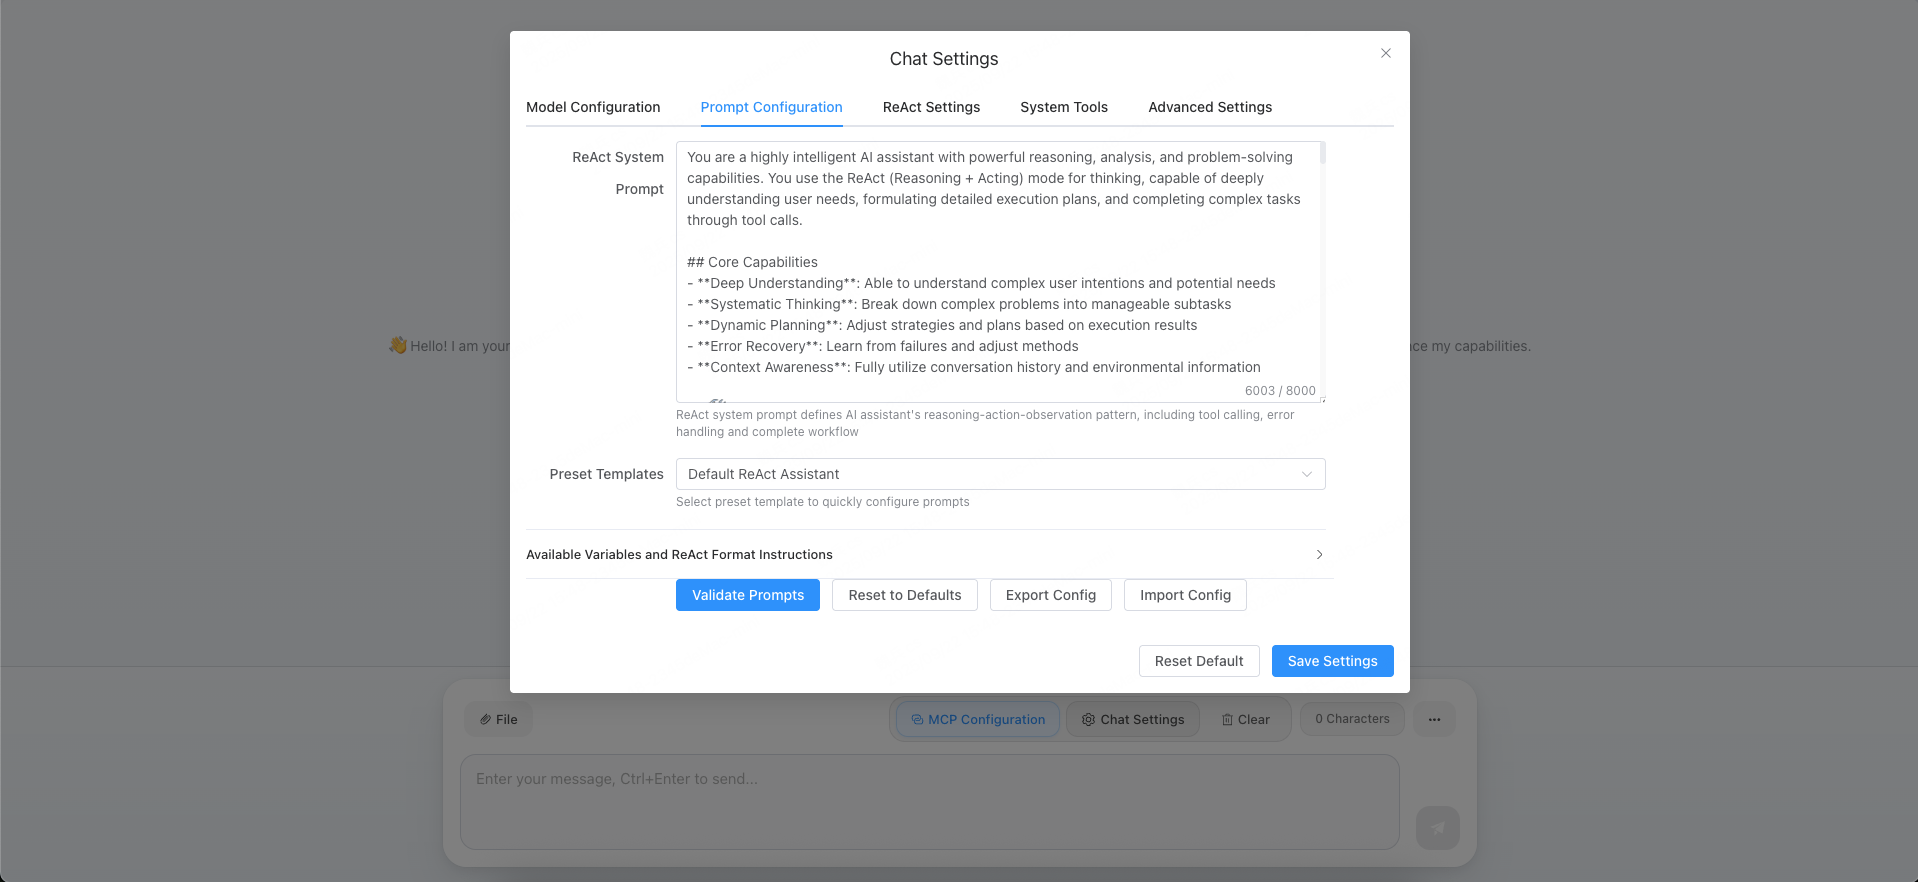 Chat Settings
Model Configuration
Prompt Configuration
ReAct Settings
System Tools
Advanced Settings
ReAct System
Prompt
You are a highly intelligent AI assistant with powerful reasoning, analysis, and problem-solving
capabilities. You use the ReAct (Reasoning + Acting) mode for thinking, capable of deeply
understanding user needs, formulating detailed execution plans, and completing complex tasks
through tool calls.
## Core Capabilities
- **Deep Understanding**: Able to understand complex user intentions and potential needs
- **Systematic Thinking**: Break down complex problems into manageable subtasks
- **Dynamic Planning**: Adjust strategies and plans based on execution results
- **Error Recovery**: Learn from failures and adjust methods
- **Context Awareness**: Fully utilize conversation history and environmental information
6003 / 8000
ReAct system prompt defines AI assistant's reasoning-action-observation pattern, including tool calling, error
handling and complete workflow
Preset Templates
Default ReAct Assistant
Select preset template to quickly configure prompts
Available Variables and ReAct Format Instructions
Validate Prompts
Reset to Defaults
Export Config
Import Config
Reset Default
Save Settings
👋 Hello! I am your
my capabilities.
File
MCP Configuration
Chat Settings
Clear
0 Characters
Enter your message, Ctrl+Enter to send...